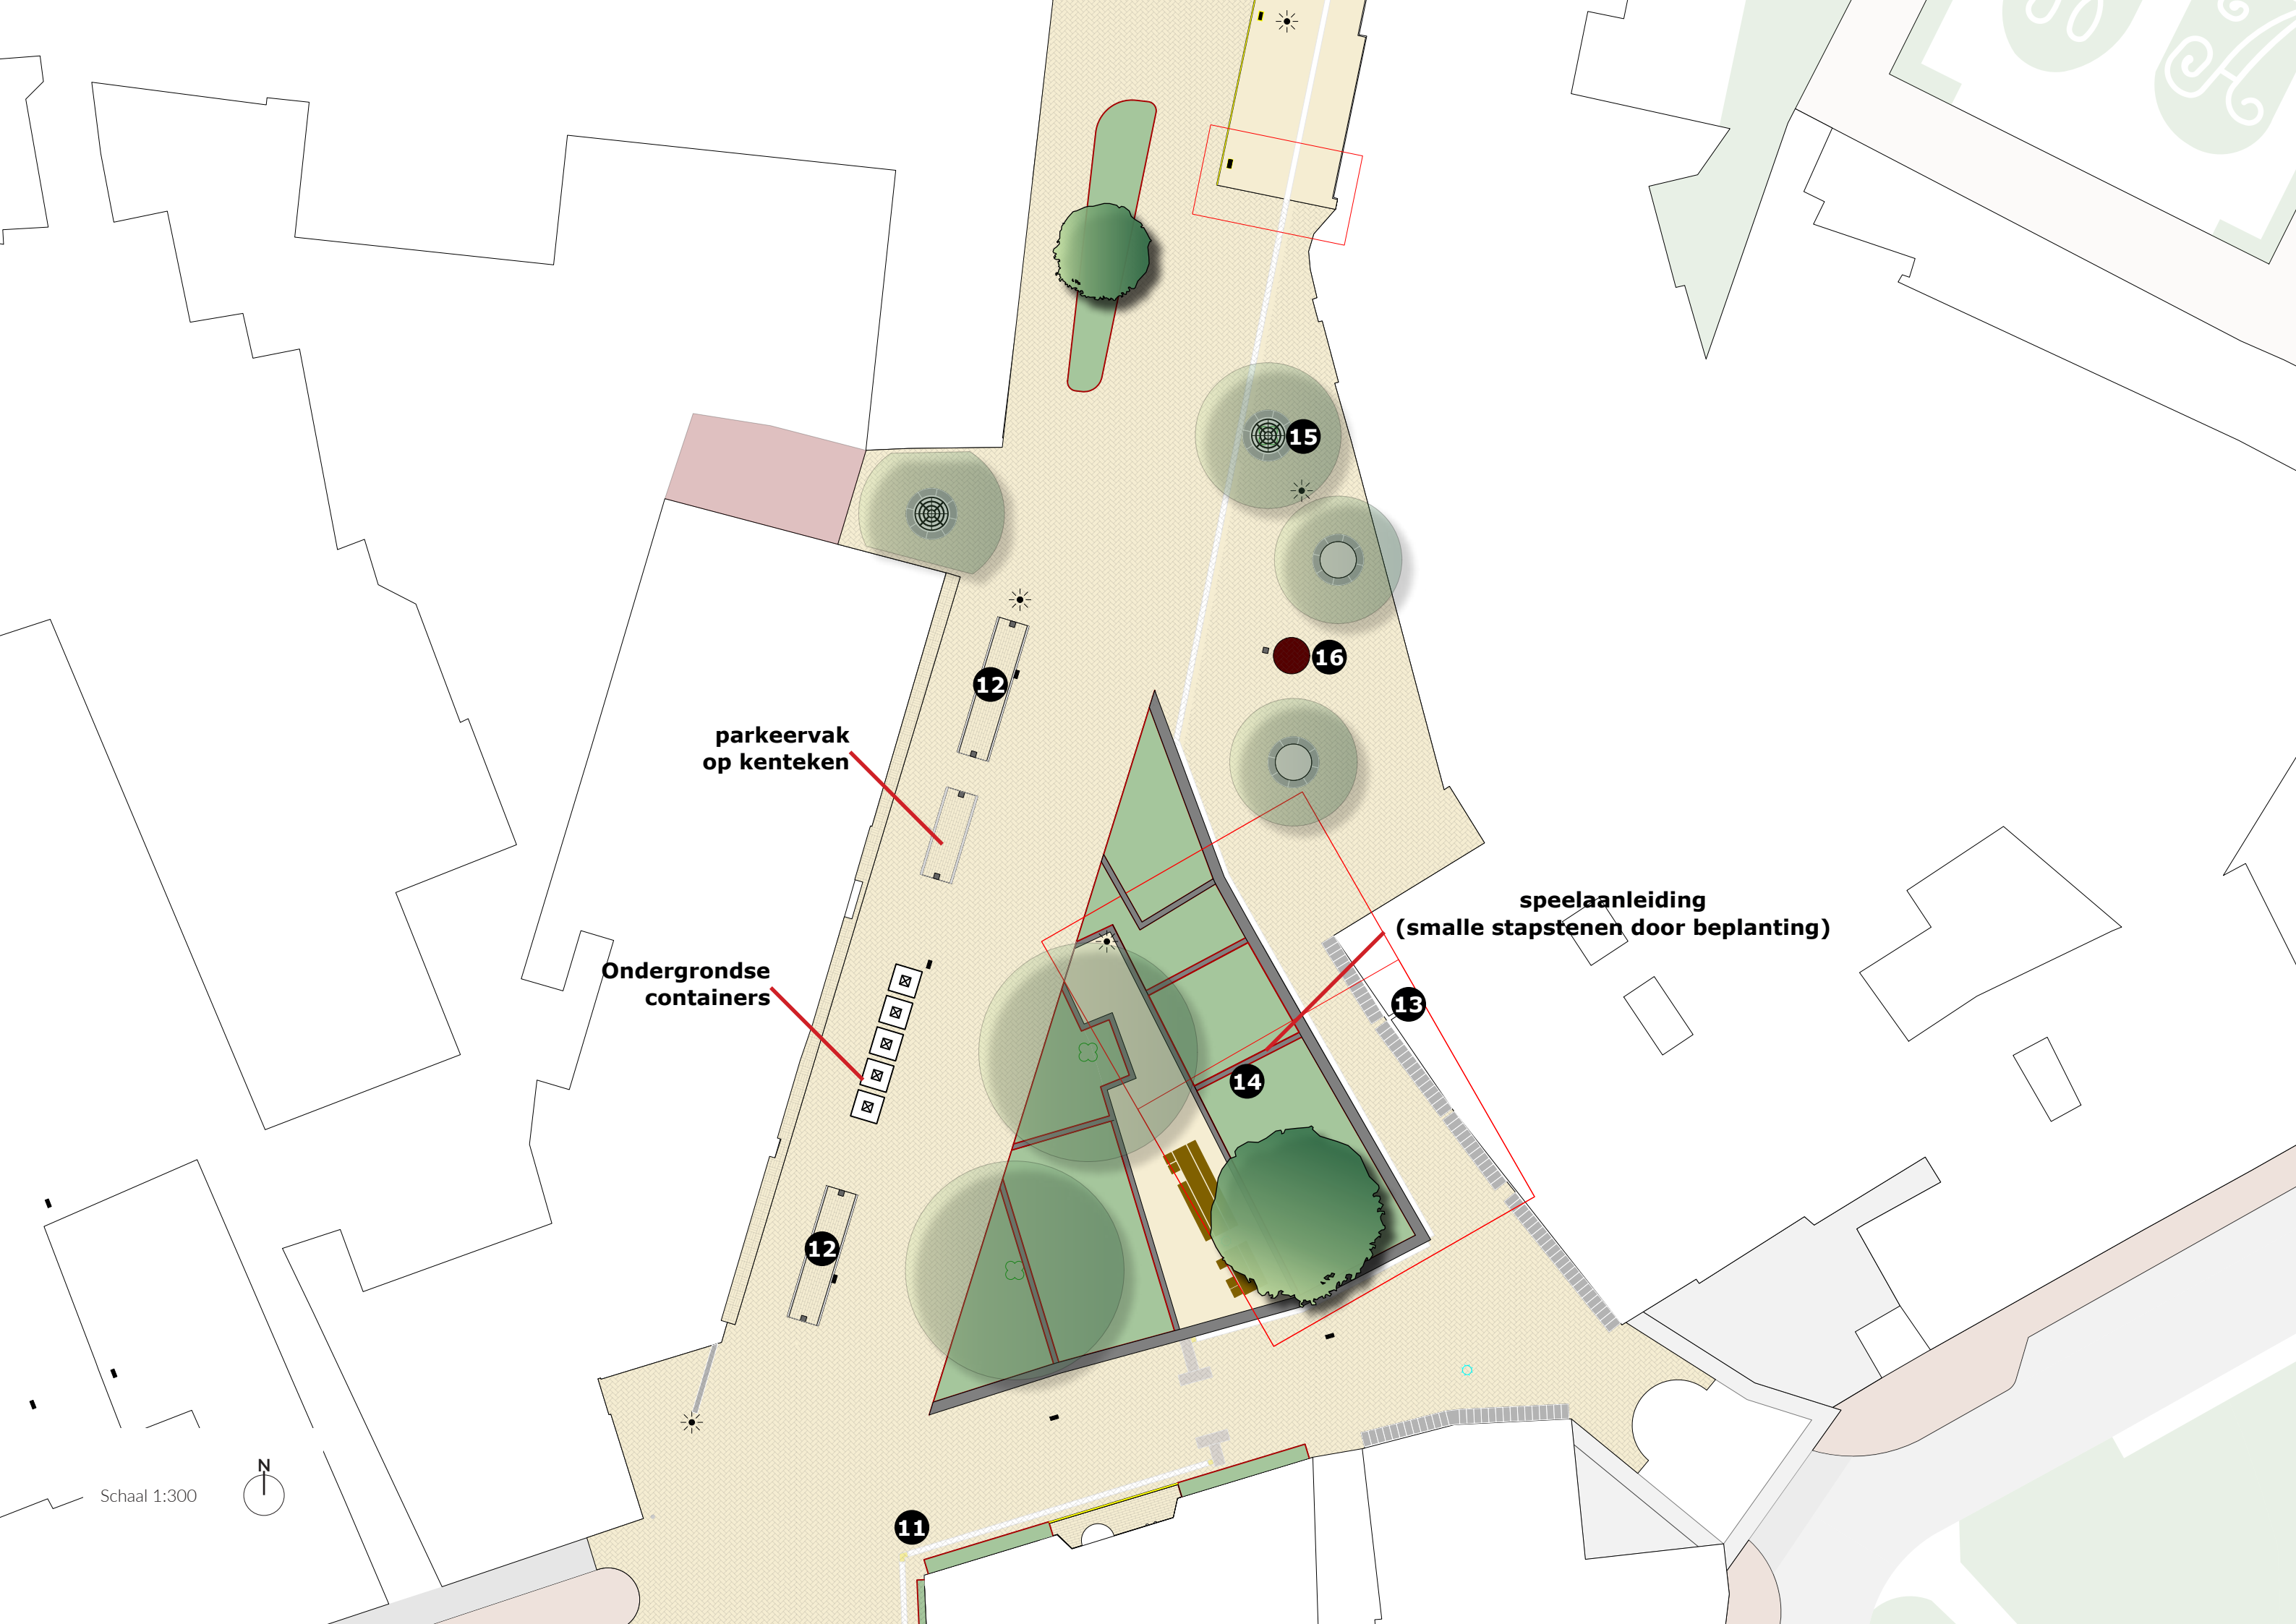 15
16
12
parkeervak
op kenteken
speelaanleiding
(smalle stapstenen door beplanting)
Ondergrondse
containers
13
14
12
N
Schaal 1:300
11